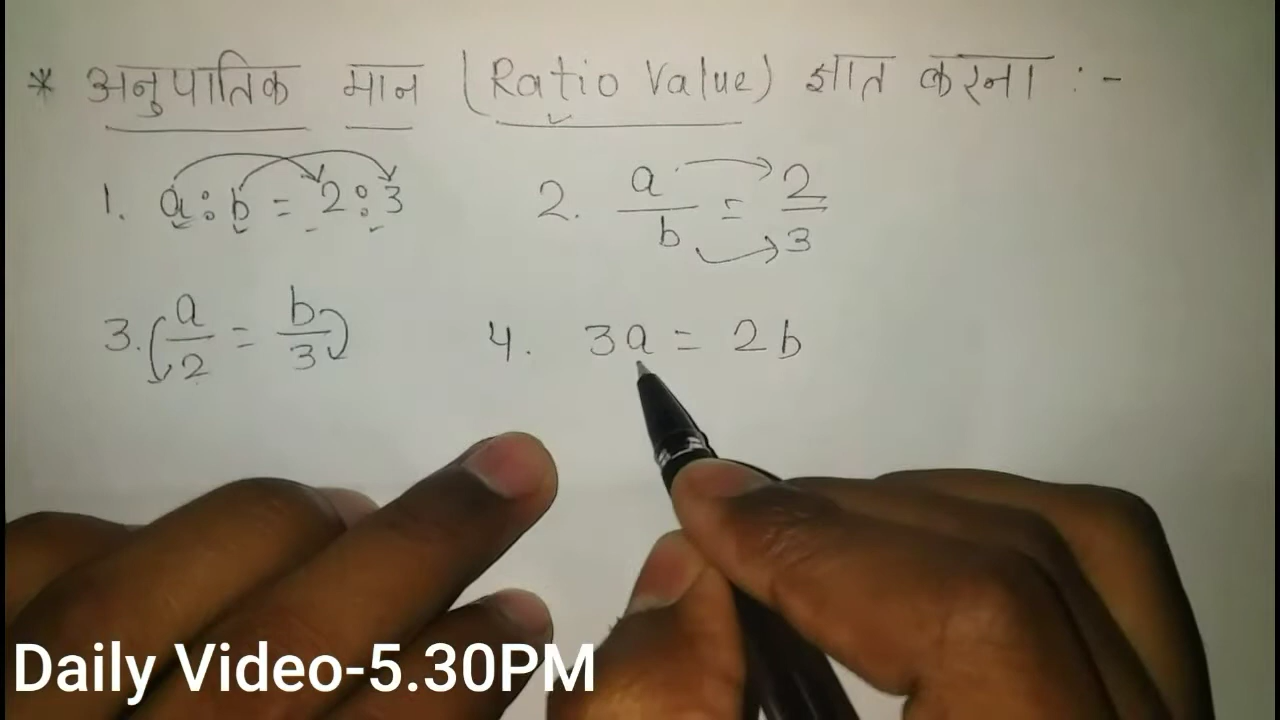 * अनुपातिक मान (Ratio Value) ज्ञात करना :-
1. a:b = 2:3
2. a/b = 2/3
3. a/2 = b/3
4. 3a = 2b
Daily Video-5.30PM